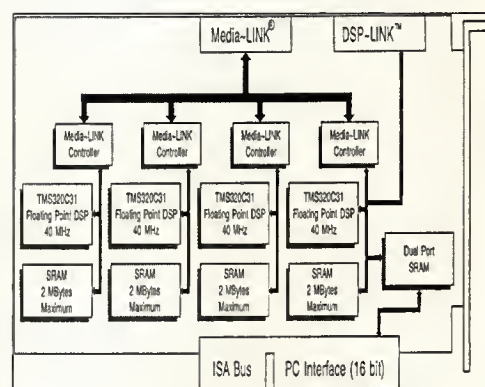 Media~LINK®
DSP~LINK™
Media~LINK Controller
Media~LINK Controller
Media~LINK Controller
Media~LINK Controller
TMS320C31
Floating Point DSP
40 MHz
TMS320C31
Floating Point DSP
40 MHz
TMS320C31
Floating Point DSP
40 MHz
TMS320C31
Floating Point DSP
40 MHz
SRAM
2 MBytes
Maximum
SRAM
2 MBytes
Maximum
SRAM
2 MBytes
Maximum
SRAM
2 MBytes
Maximum
Dual Port
SRAM
ISA Bus
PC Interface (16 bit)